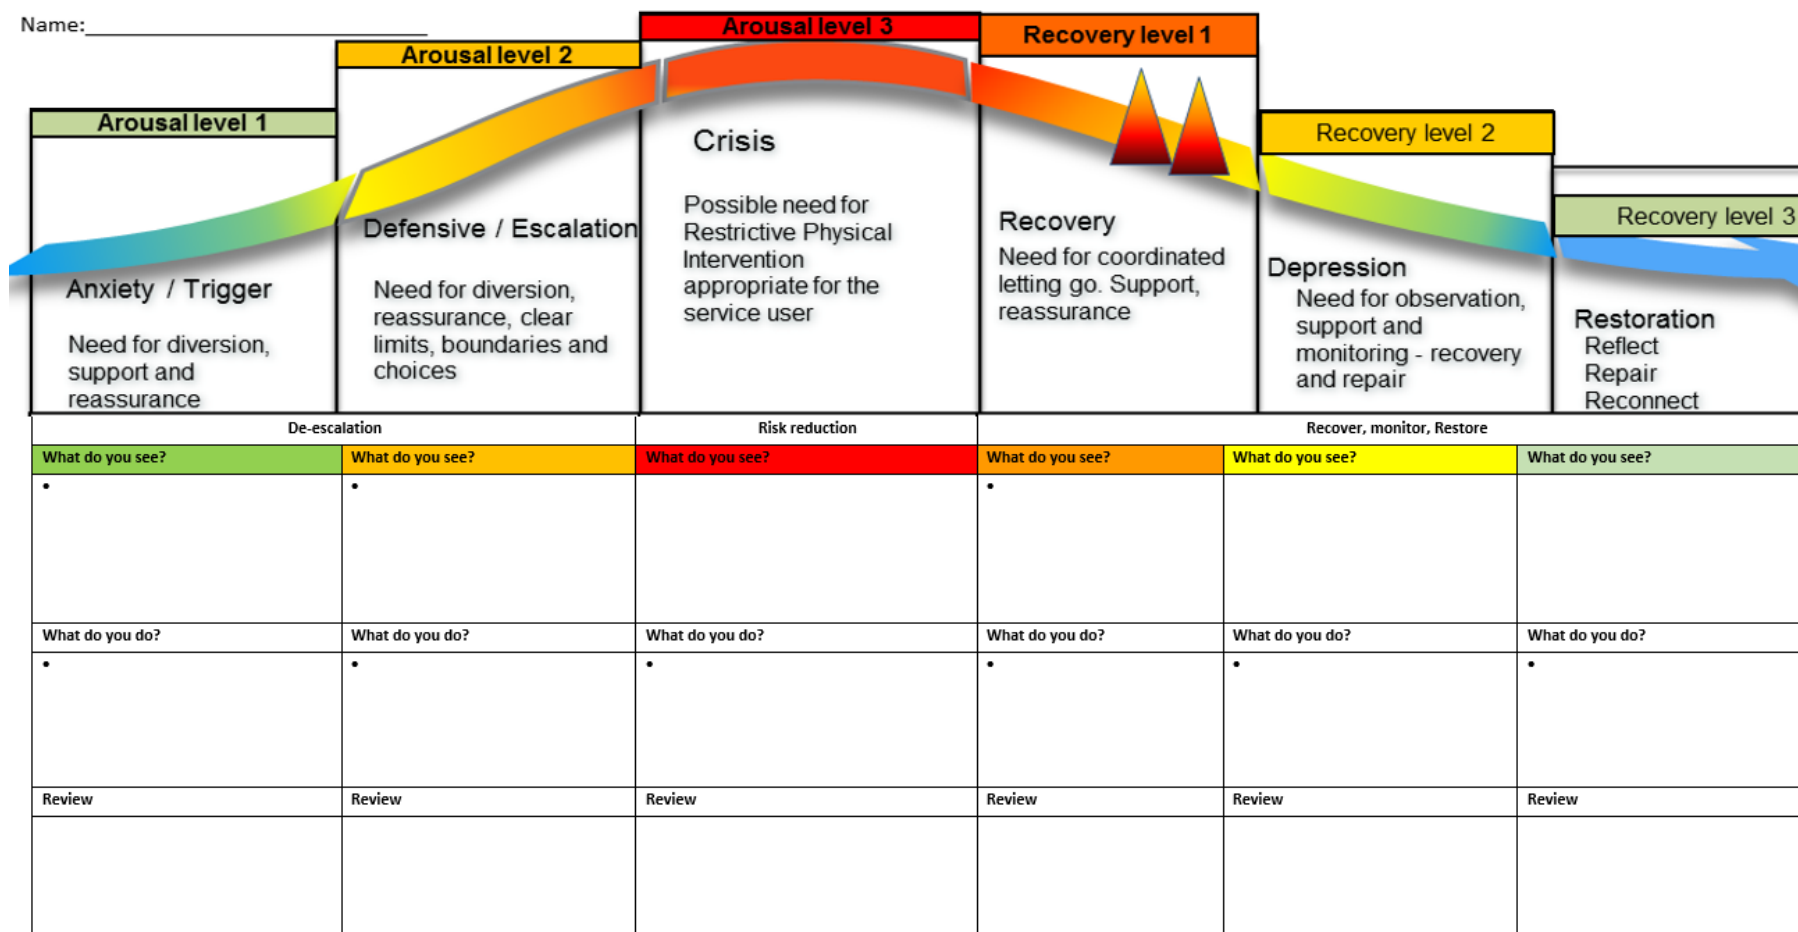 Name:
Arousal level 1
Anxiety / Trigger
Need for diversion,
support and
reassurance
Arousal level 2
Defensive / Escalation
Need for diversion,
reassurance, clear
limits, boundaries and
choices
Arousal level 3
Crisis
Possible need for
Restrictive Physical
Intervention
appropriate for the
service user
Recovery level 1
Recovery
Need for coordinated
letting go. Support,
reassurance
Recovery level 2
Depression
Need for observation,
support and
monitoring - recovery
and repair
Recovery level 3
Restoration
Reflect
Repair
Reconnect
De-escalation
Risk reduction
Recover, monitor, Restore
What do you see?
What do you see?
What do you see?
What do you see?
What do you see?
What do you see?
What do you do?
What do you do?
What do you do?
What do you do?
What do you do?
What do you do?
Review
Review
Review
Review
Review
Review